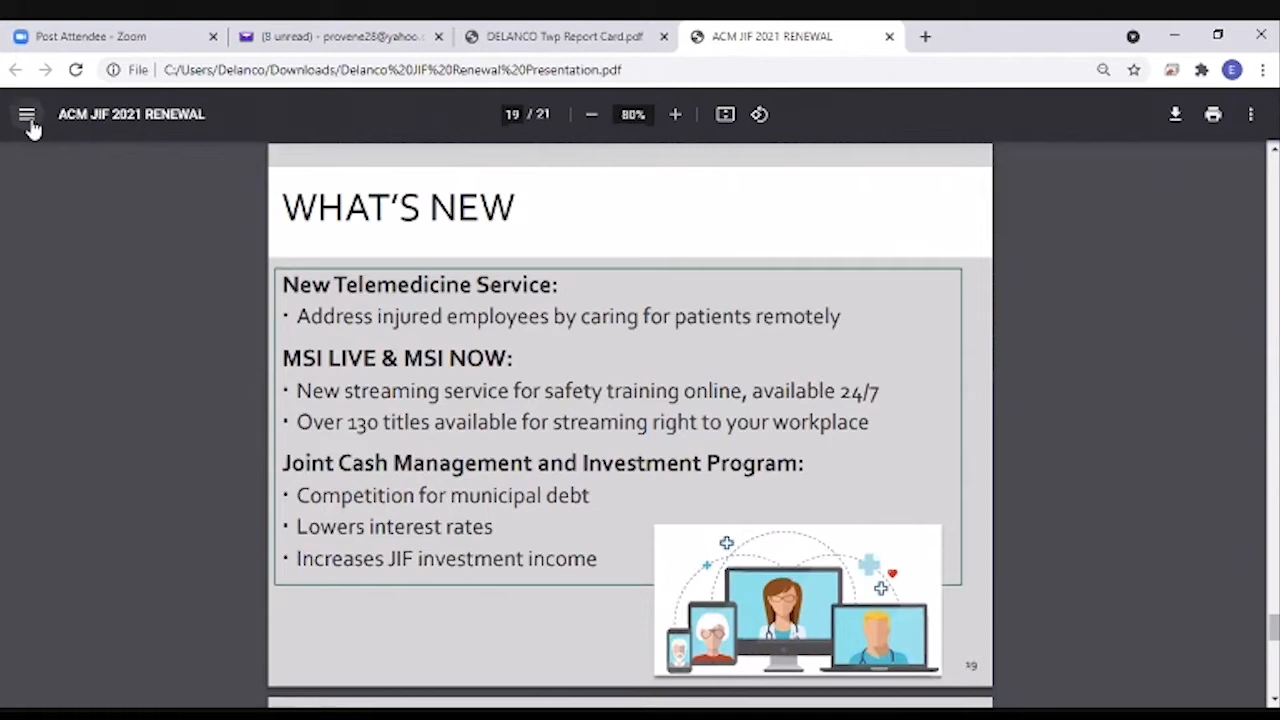 Post Attendee - Zoom
(8 unread) - provene28@yahoo.c
DELANCO Twp Report Card.pdf
ACM JIF 2021 RENEWAL
File | C:/Users/Delanco/Downloads/Delanco%20JIF%20Renewal%20Presentation.pdf
E
ACM JIF 2021 RENEWAL
19 / 21
80%
WHAT'S NEW
New Telemedicine Service:
· Address injured employees by caring for patients remotely
MSI LIVE & MSI NOW:
· New streaming service for safety training online, available 24/7
· Over 130 titles available for streaming right to your workplace
Joint Cash Management and Investment Program:
· Competition for municipal debt
· Lowers interest rates
· Increases JIF investment income
19